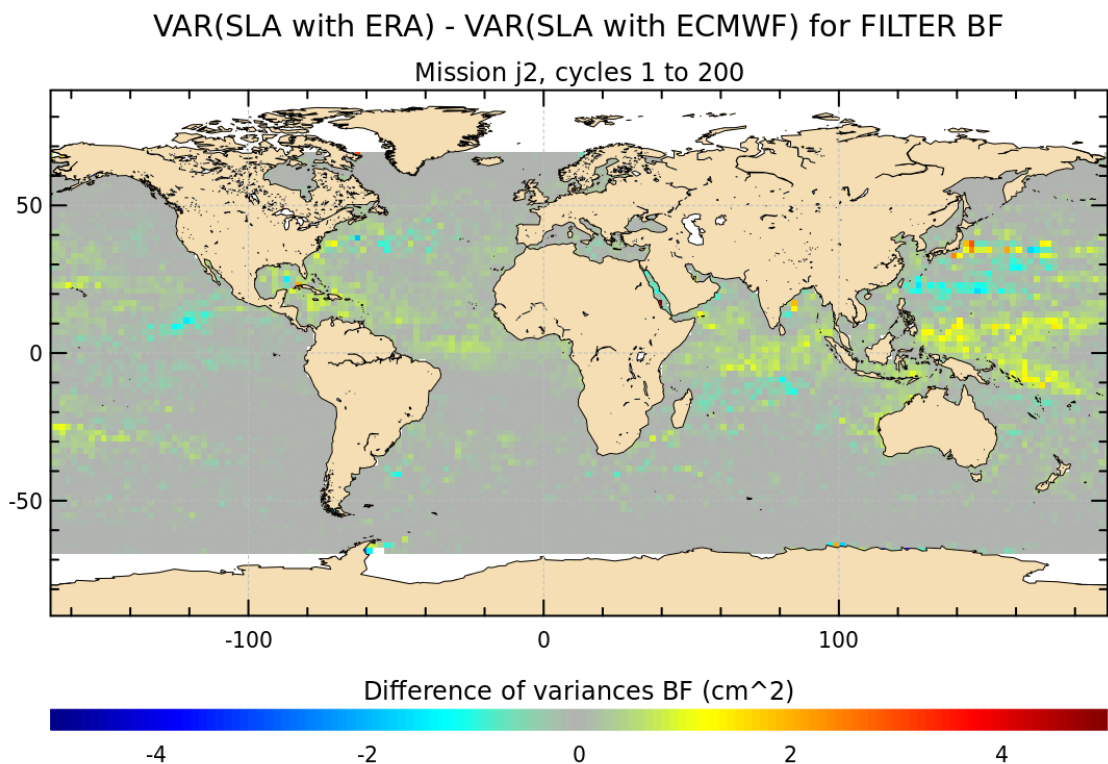 VAR(SLA with ERA) - VAR(SLA with ECMWF) for FILTER BF
Mission j2, cycles 1 to 200
50
0
-50
-100 0 100
Difference of variances BF (cm^2)
-4 -2 0 2 4